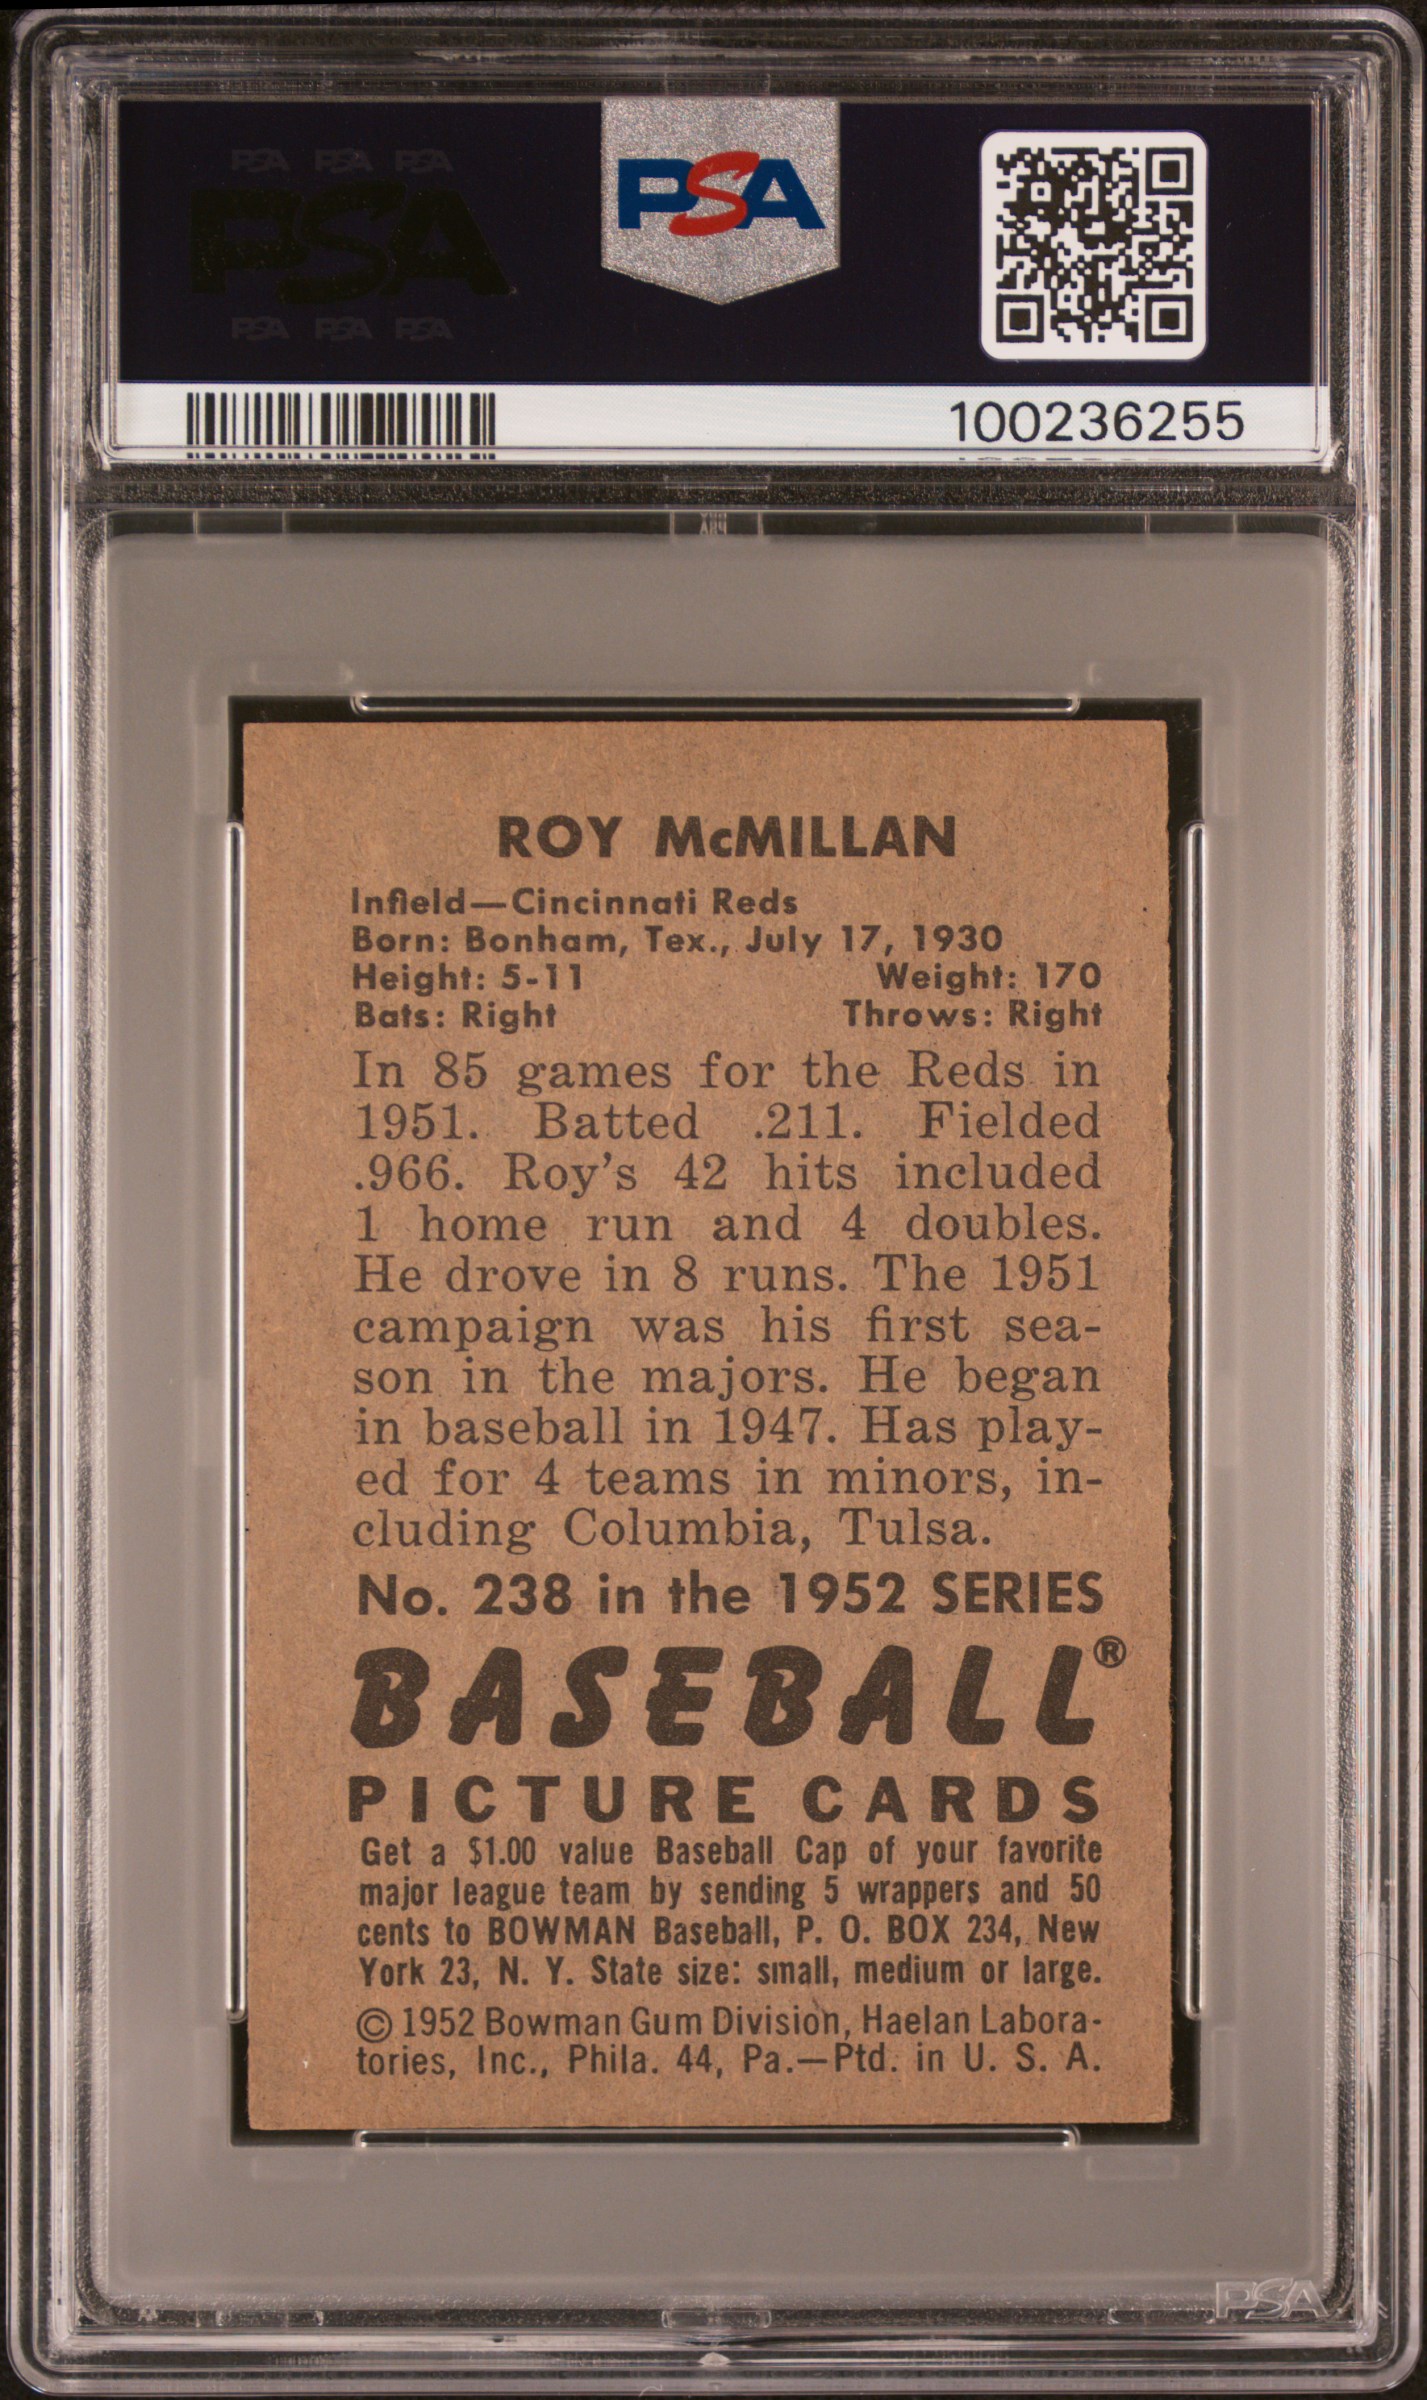 PSA PSA PSA
PSA
PSA PSA PSA
PSA
100236255
ROY McMILLAN
Infield—Cincinnati Reds
Born: Bonham, Tex., July 17, 1930
Height: 5-11 Weight: 170
Bats: Right Throws: Right
In 85 games for the Reds in
1951. Batted .211. Fielded
.966. Roy's 42 hits included
1 home run and 4 doubles.
He drove in 8 runs. The 1951
campaign was his first sea-
son in the majors. He began
in baseball in 1947. Has play-
ed for 4 teams in minors, in-
cluding Columbia, Tulsa.
No. 238 in the 1952 SERIES
BASEBALL®
PICTURE CARDS
Get a $1.00 value Baseball Cap of your favorite
major league team by sending 5 wrappers and 50
cents to BOWMAN Baseball, P. O. BOX 234, New
York 23, N. Y. State size: small, medium or large.
© 1952 Bowman Gum Division, Haelan Labora-
tories, Inc., Phila. 44, Pa.—Ptd. in U. S. A.
PSA